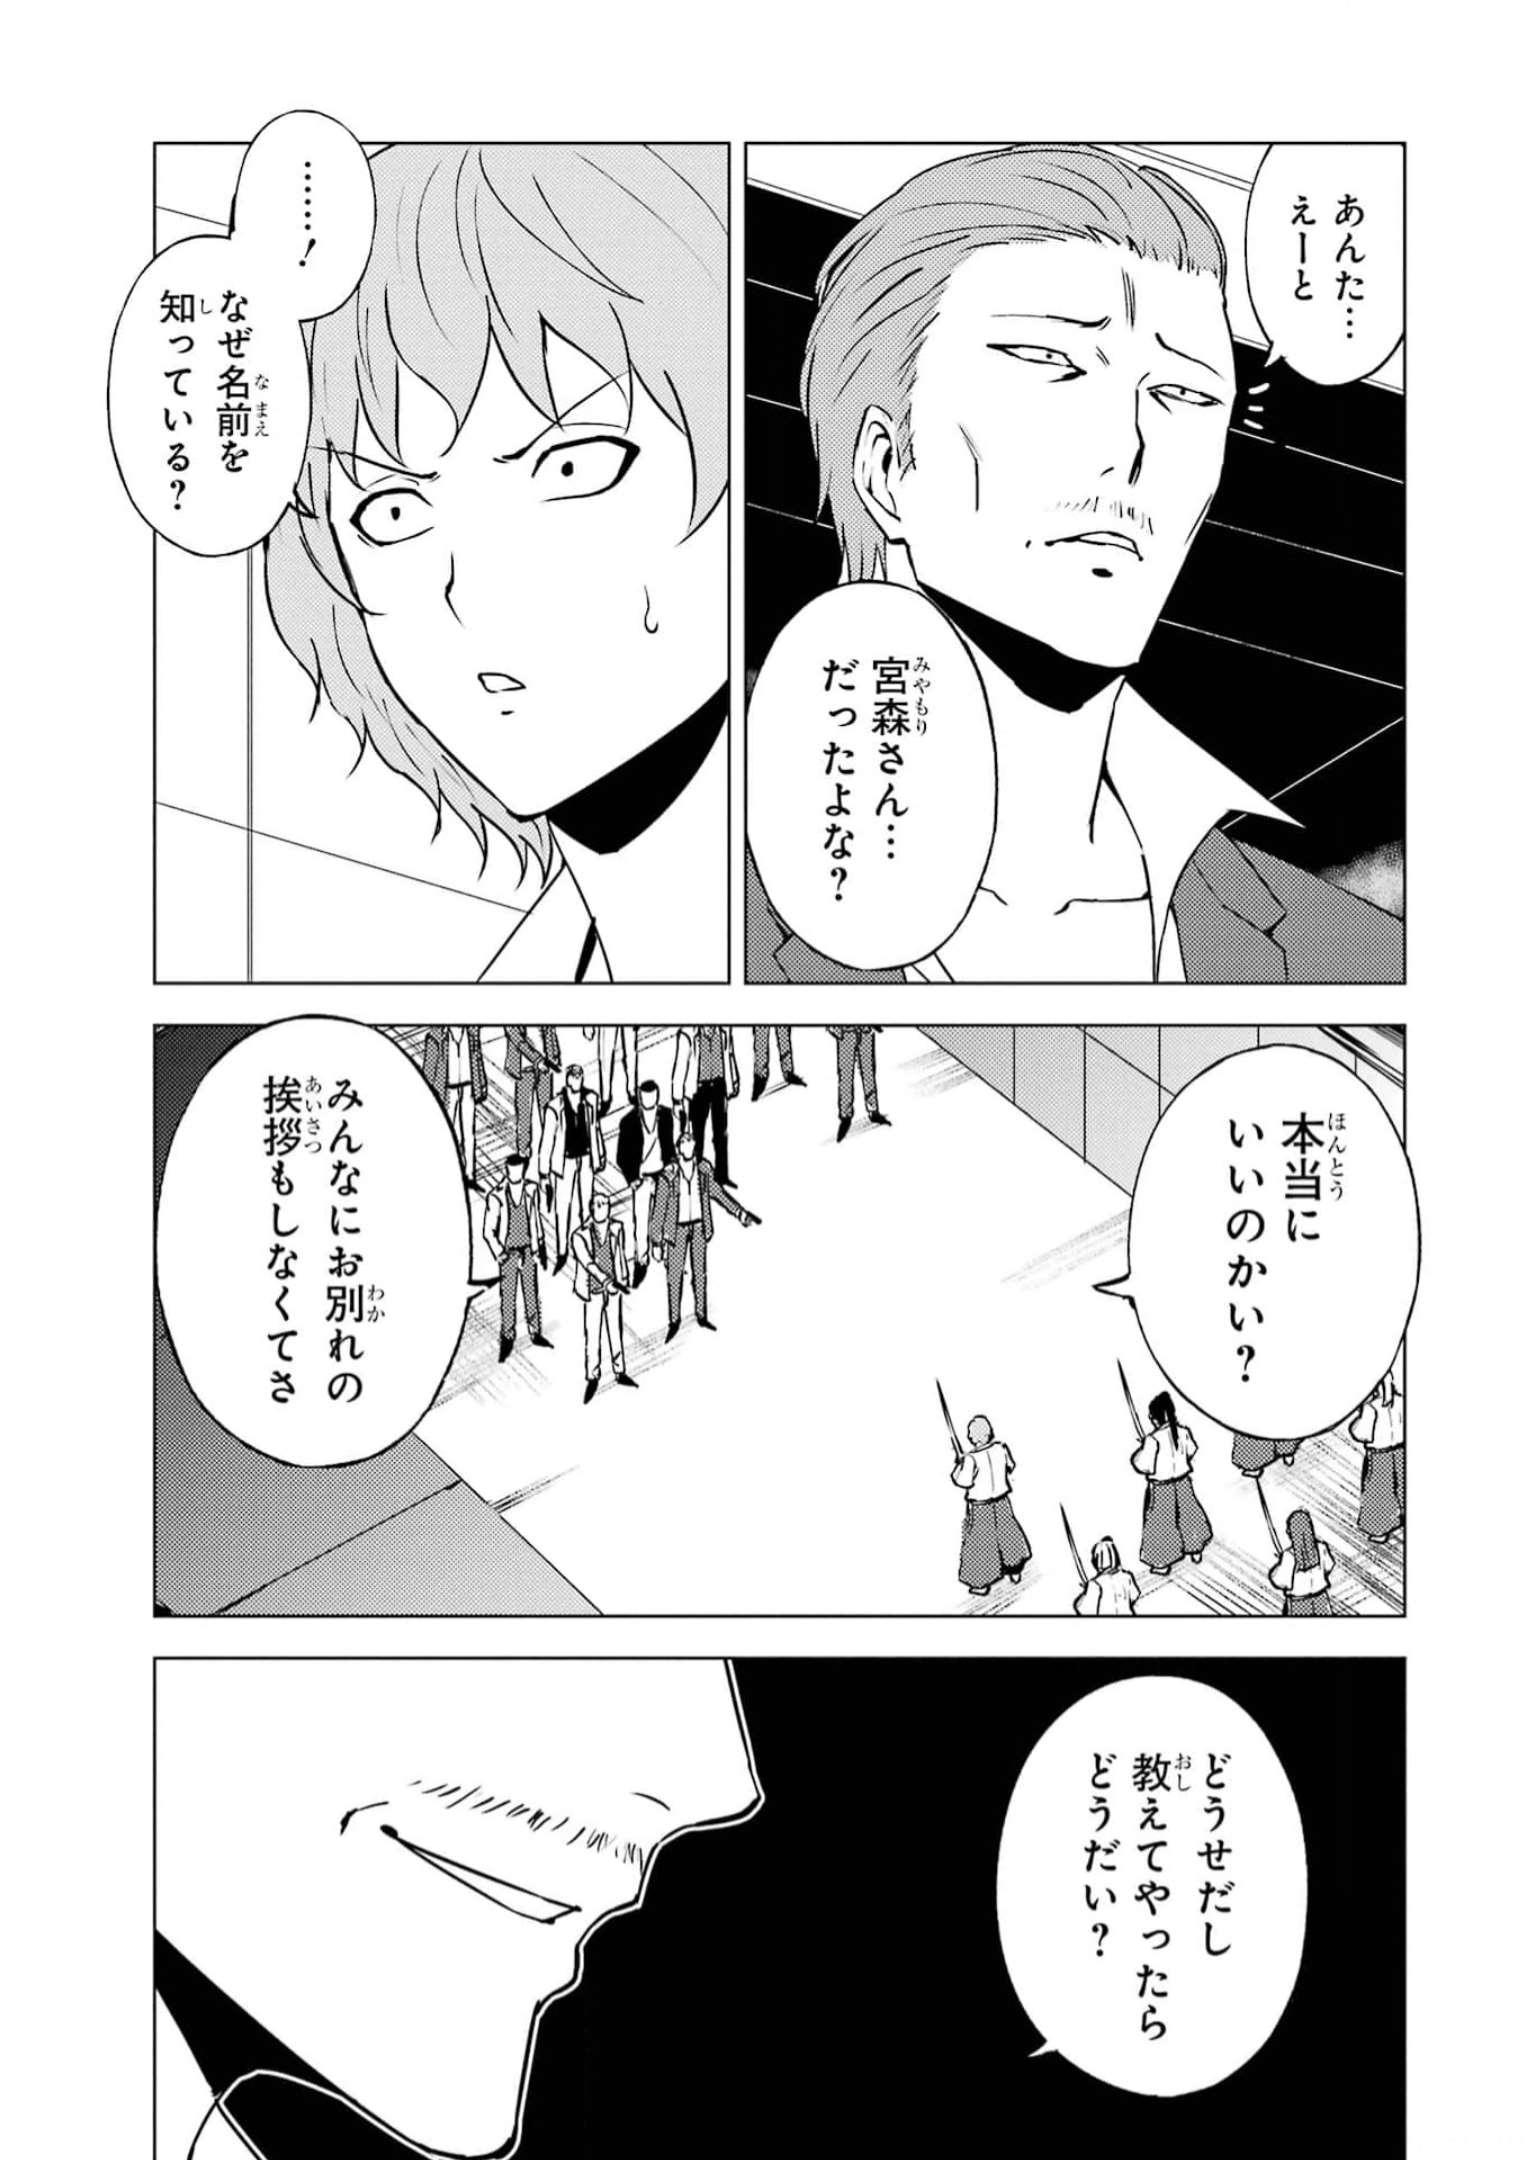 あんた…
えーと
宮森さん…
だったよな?
……!
なぜ名前を
知っている?
本当に
いいのかい?
みんなにお別れの
挨拶もしなくてさ
どうせだし
教えてやったら
どうだい?